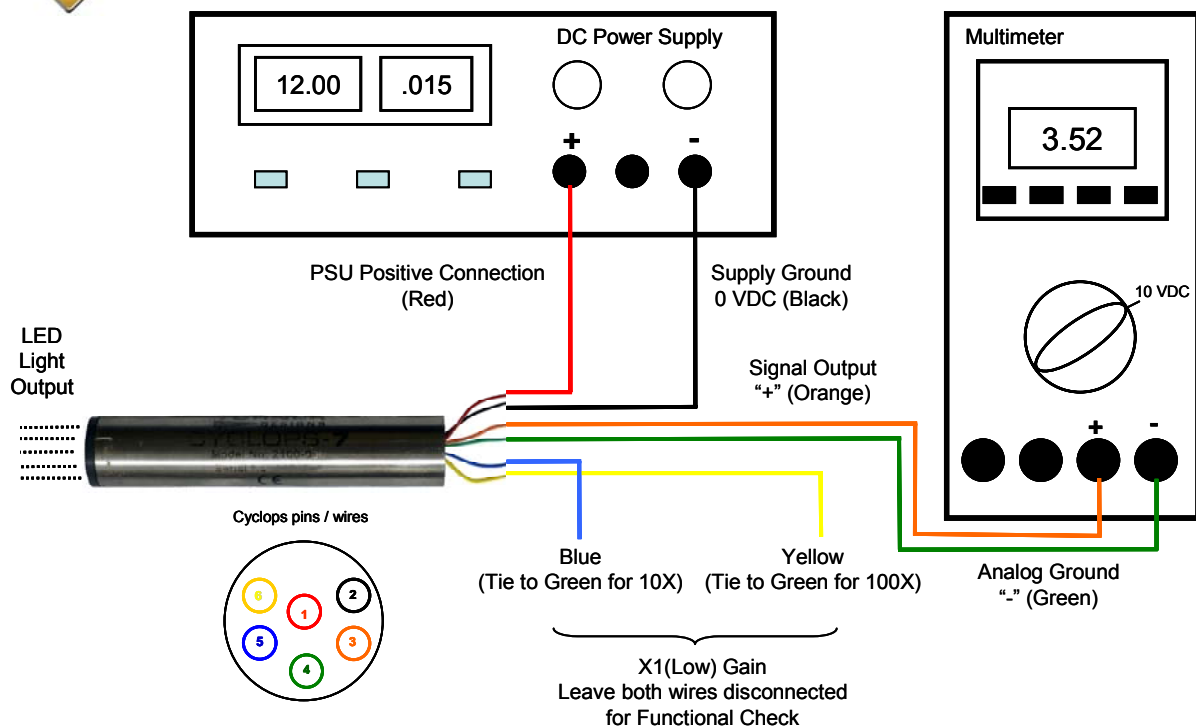 DC Power Supply
12.00
.015
+
-
Multimeter
3.52
10 VDC
+
-
PSU Positive Connection
(Red)
Supply Ground
0 VDC (Black)
LED
Light
Output
Signal Output
“+” (Orange)
CYCLOPS-7
Cyclops pins / wires
6
2
1
5
3
4
Blue
(Tie to Green for 10X)
Yellow
(Tie to Green for 100X)
Analog Ground
“-” (Green)
X1(Low) Gain
Leave both wires disconnected
for Functional Check